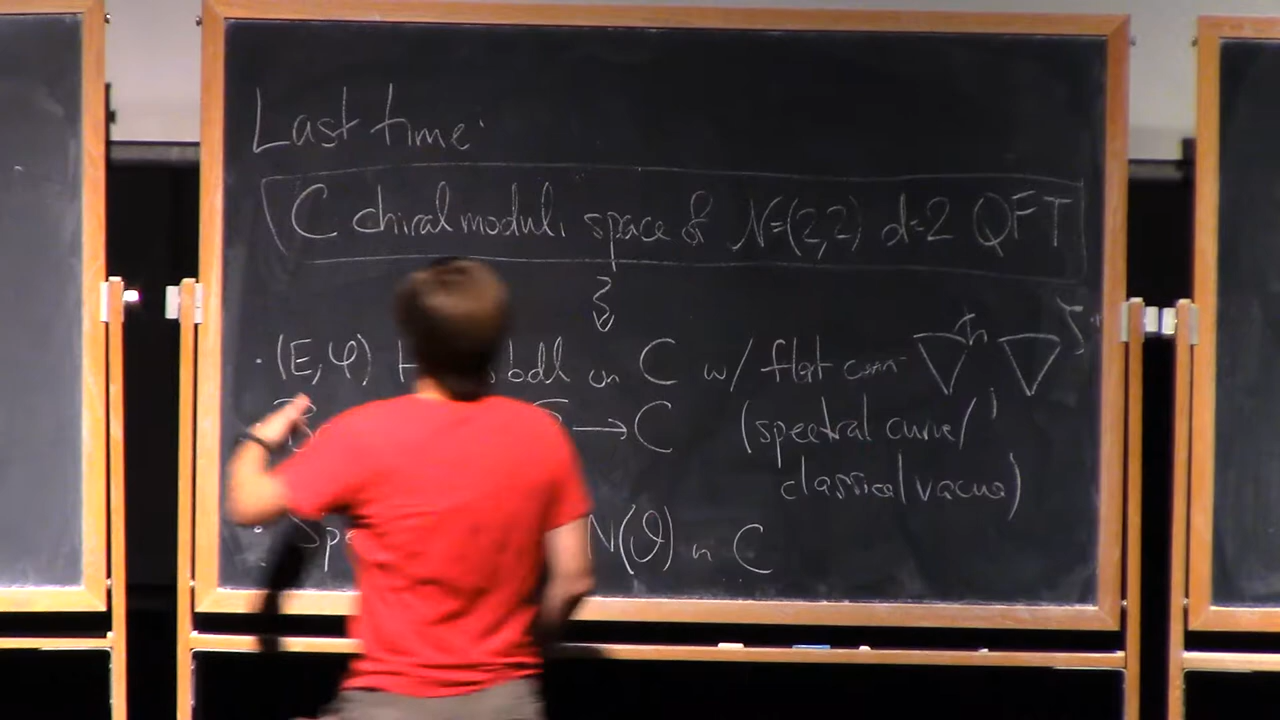 Last time:
C chiral moduli space of N=(2,2) d=2 QFT
· (E,φ) bdl on C w/ flat conn ∇ ∇
→ C (spectral curve/
classical vacua)
· Spe N(ϑ) in C